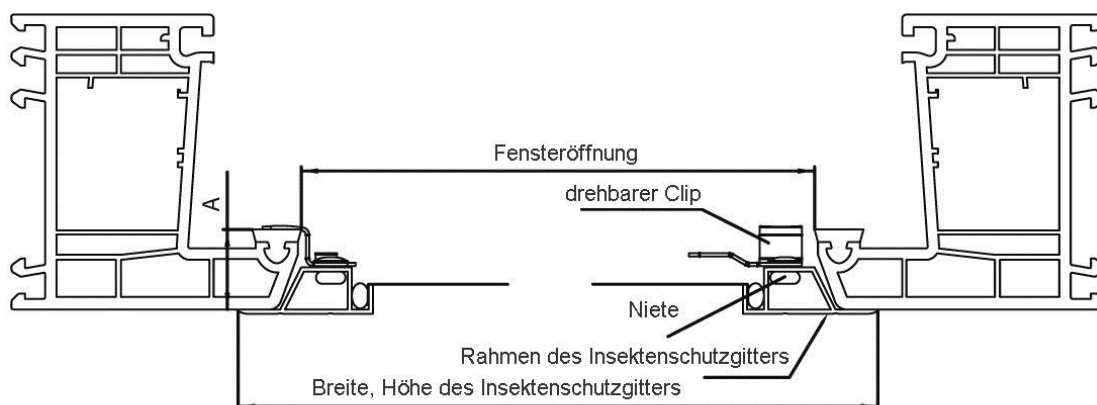 Fensteröffnung
drehbarer Clip
A
Niete
Rahmen des Insektenschutzgitters
Breite, Höhe des Insektenschutzgitters